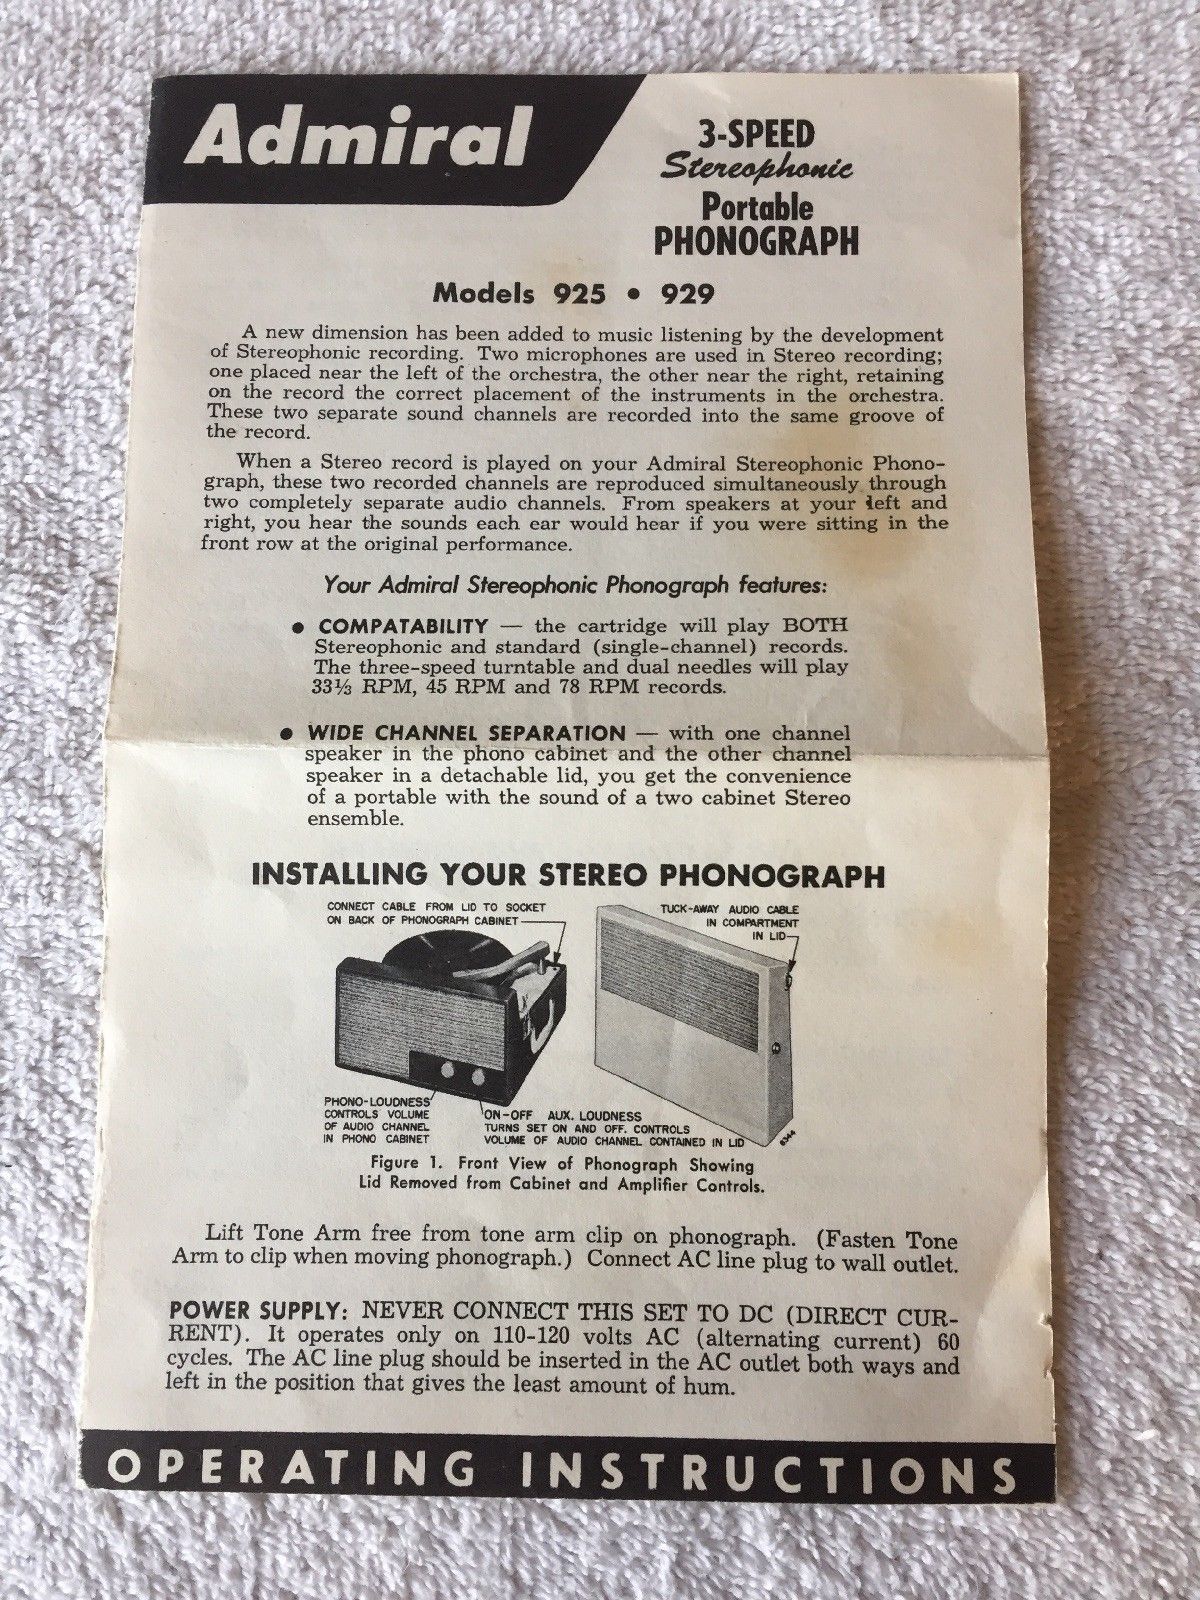 Admiral
3-SPEED
Stereophonic
Portable
PHONOGRAPH
Models 925 • 929
A new dimension has been added to music listening by the development
of Stereophonic recording. Two microphones are used in Stereo recording;
one placed near the left of the orchestra, the other near the right, retaining
on the record the correct placement of the instruments in the orchestra.
These two separate sound channels are recorded into the same groove of
the record.
When a Stereo record is played on your Admiral Stereophonic Phono-
graph, these two recorded channels are reproduced simultaneously through
two completely separate audio channels. From speakers at your left and
right, you hear the sounds each ear would hear if you were sitting in the
front row at the original performance.
Your Admiral Stereophonic Phonograph features:
• COMPATABILITY — the cartridge will play BOTH
Stereophonic and standard (single-channel) records.
The three-speed turntable and dual needles will play
33⅓ RPM, 45 RPM and 78 RPM records.
• WIDE CHANNEL SEPARATION — with one channel
speaker in the phono cabinet and the other channel
speaker in a detachable lid, you get the convenience
of a portable with the sound of a two cabinet Stereo
ensemble.
INSTALLING YOUR STEREO PHONOGRAPH
CONNECT CABLE FROM LID TO SOCKET
ON BACK OF PHONOGRAPH CABINET
TUCK-AWAY AUDIO CABLE
IN COMPARTMENT
IN LID
PHONO-LOUDNESS
CONTROLS VOLUME
OF AUDIO CHANNEL
IN PHONO CABINET
ON-OFF AUX. LOUDNESS
TURNS SET ON AND OFF. CONTROLS
VOLUME OF AUDIO CHANNEL CONTAINED IN LID
6344
Figure 1. Front View of Phonograph Showing
Lid Removed from Cabinet and Amplifier Controls.
Lift Tone Arm free from tone arm clip on phonograph. (Fasten Tone
Arm to clip when moving phonograph.) Connect AC line plug to wall outlet.
POWER SUPPLY: NEVER CONNECT THIS SET TO DC (DIRECT CUR-
RENT). It operates only on 110-120 volts AC (alternating current) 60
cycles. The AC line plug should be inserted in the AC outlet both ways and
left in the position that gives the least amount of hum.
OPERATING INSTRUCTIONS